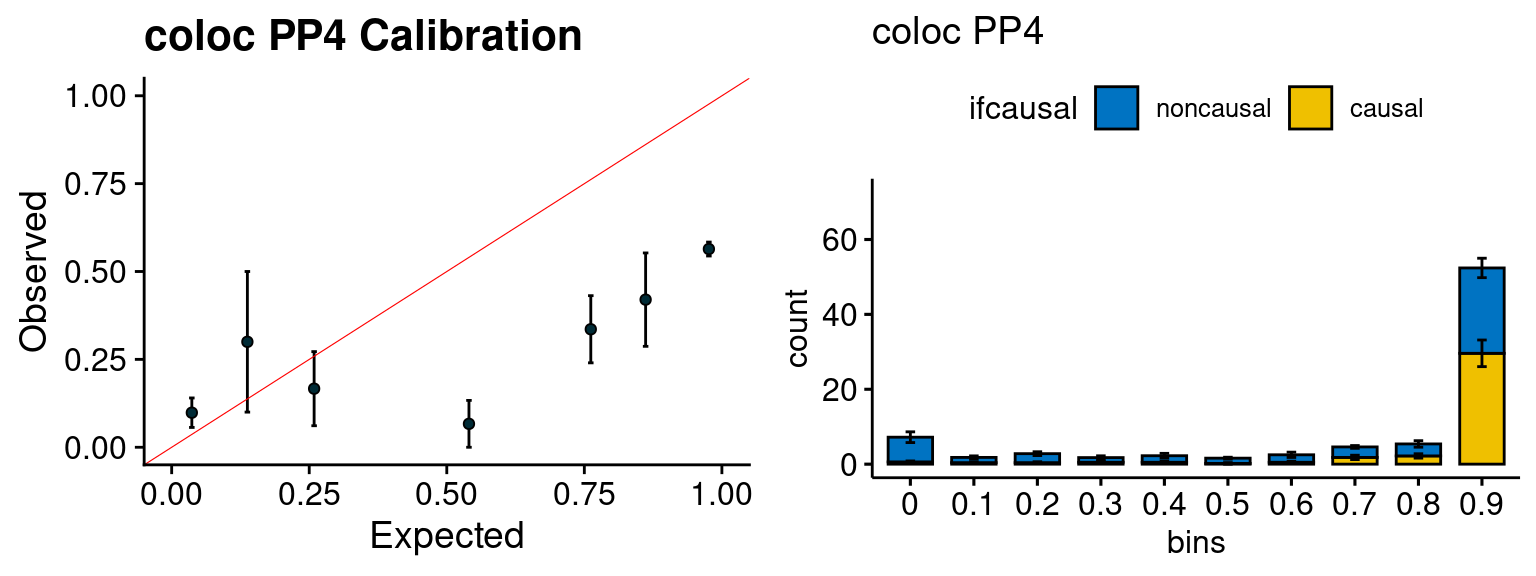 coloc PP4 Calibration
Observed
1.00
0.75
0.50
0.25
0.00
0.00 0.25 0.50 0.75 1.00
Expected
coloc PP4
ifcausal noncausal causal
count
60
40
20
0
0 0.1 0.2 0.3 0.4 0.5 0.6 0.7 0.8 0.9
bins